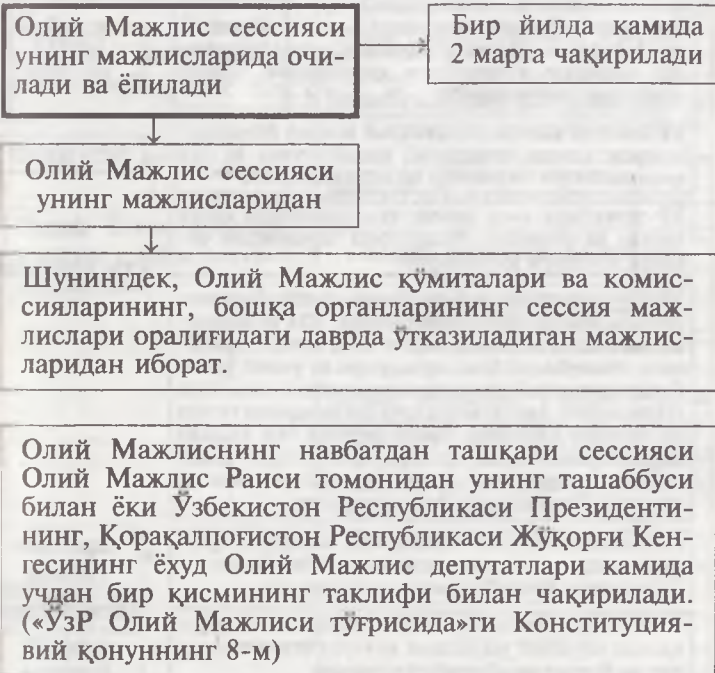 Олий Мажлис сессияси
унинг мажлисларида очи-
лади ва ёпилади
Бир йилда камида
2 марта чақирилади
Олий Мажлис сессияси
унинг мажлисларидан
Шунингдек, Олий Мажлис қўмиталари ва комис-
сияларининг, бошқа органларининг сессия маж-
лислари оралиғидаги даврда ўтказиладиган мажлис-
ларидан иборат.
Олий Мажлиснинг навбатдан ташқари сессияси
Олий Мажлис Раиси томонидан унинг ташаббуси
билан ёки Ўзбекистон Республикаси Президенти-
нинг, Қорақалпоғистон Республикаси Жўқорғи Кен-
гесининг ёхуд Олий Мажлис депутатлари камида
учдан бир қисмининг таклифи билан чақирилади.
(«ЎзР Олий Мажлиси тўғрисида»ги Конституция-
вий қонуннинг 8-м)